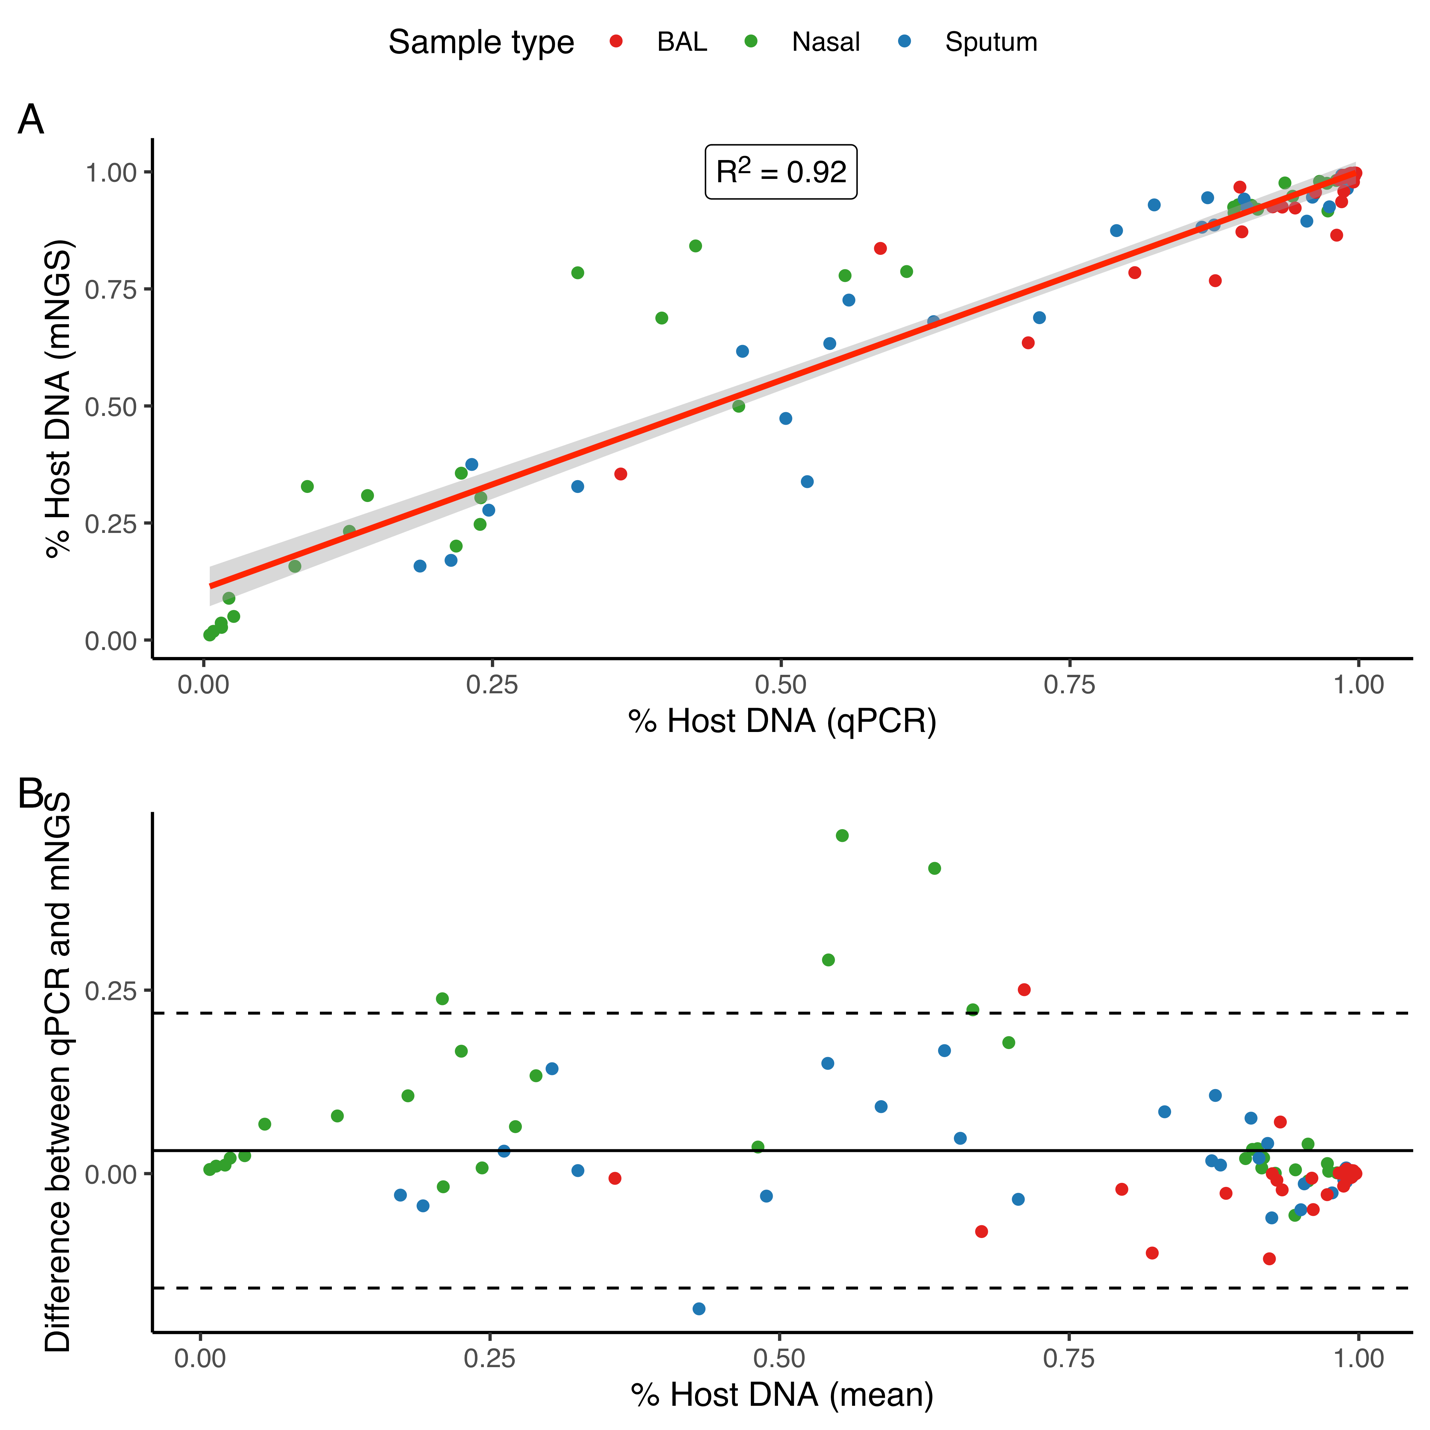 Sample type BAL Nasal Sputum
A
R² = 0.92
1.00
0.75
0.50
0.25
0.00
% Host DNA (mNGS)
0.00 0.25 0.50 0.75 1.00
% Host DNA (qPCR)
B
0.25
0.00
Difference between qPCR and mNGS
0.00 0.25 0.50 0.75 1.00
% Host DNA (mean)